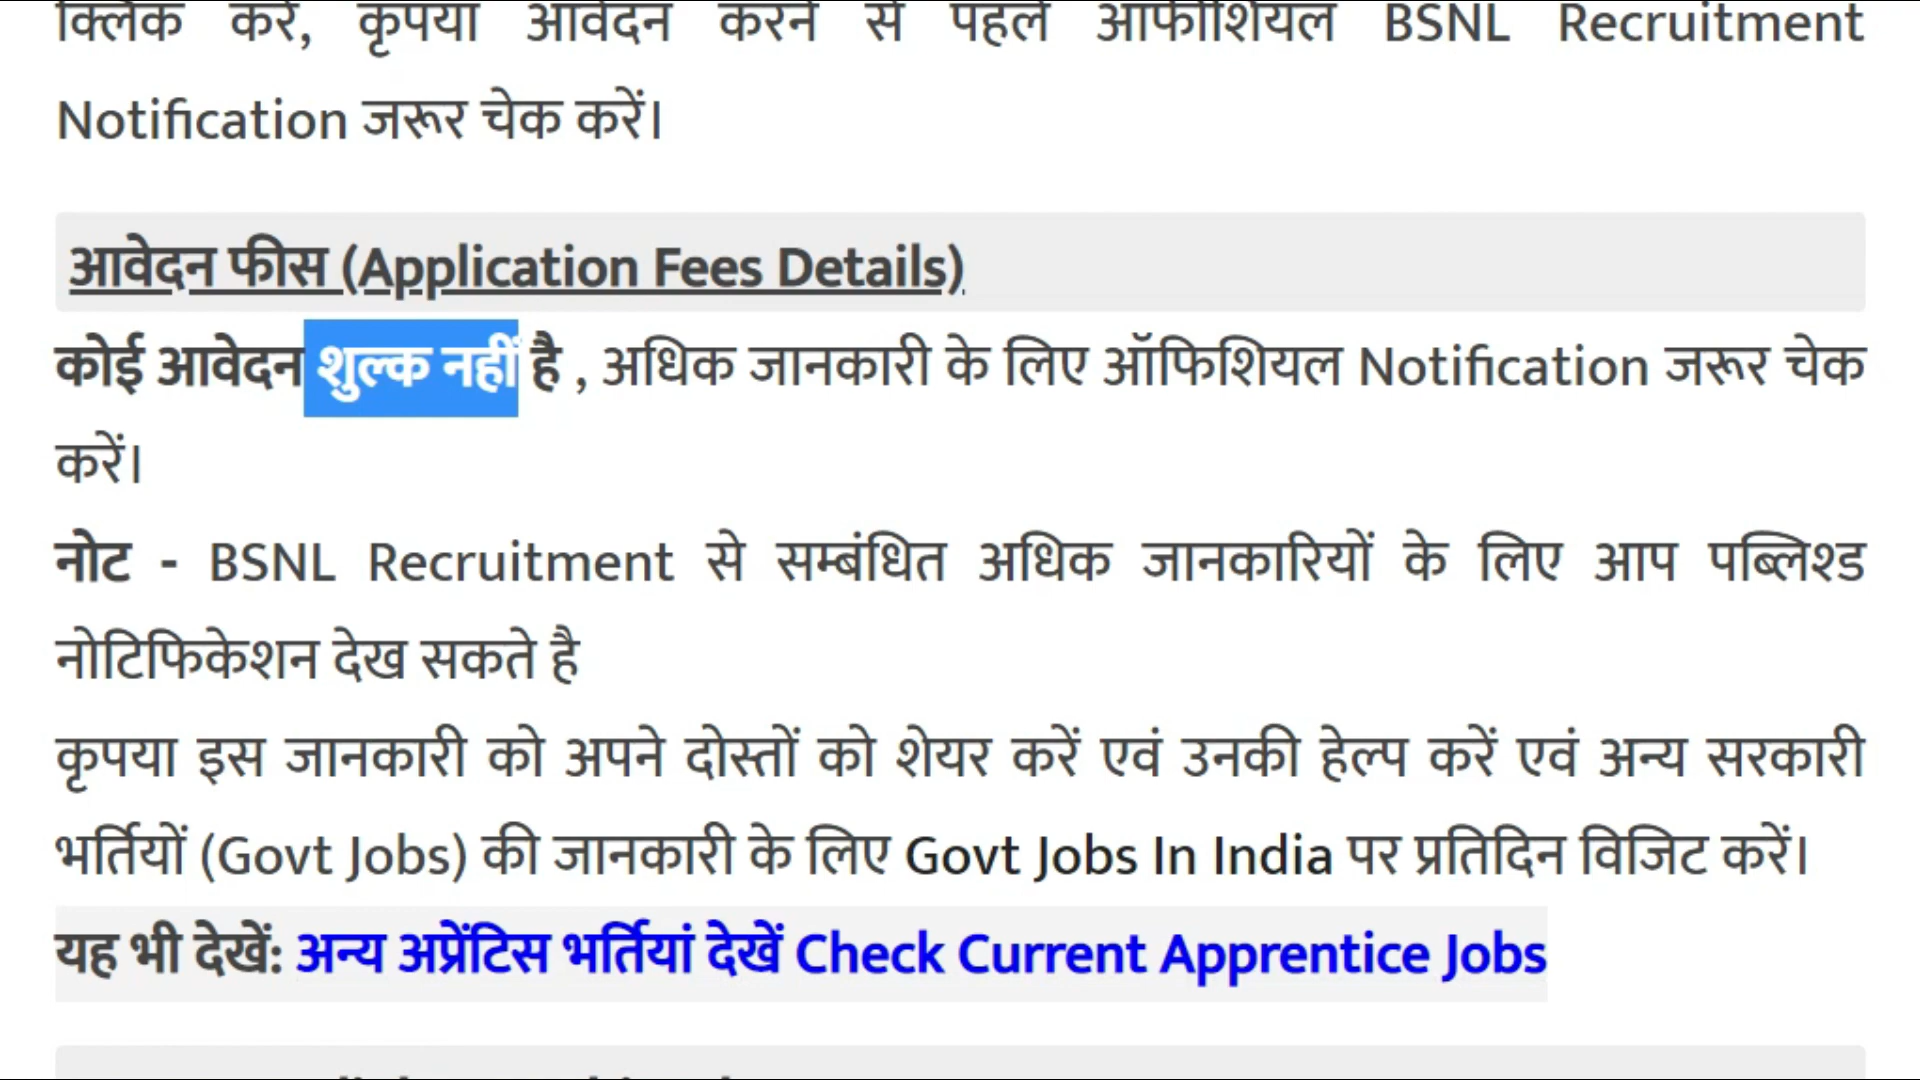 क्लिक करें, कृपया आवेदन करने से पहले ऑफीशियल BSNL Recruitment
Notification जरूर चेक करें।
आवेदन फीस (Application Fees Details)
कोई आवेदन शुल्क नहीं है , अधिक जानकारी के लिए ऑफिशियल Notification जरूर चेक
करें।
नोट - BSNL Recruitment से सम्बंधित अधिक जानकारियों के लिए आप पब्लिश्ड
नोटिफिकेशन देख सकते है
कृपया इस जानकारी को अपने दोस्तों को शेयर करें एवं उनकी हेल्प करें एवं अन्य सरकारी
भर्तियों (Govt Jobs) की जानकारी के लिए Govt Jobs In India पर प्रतिदिन विजिट करें।
यह भी देखें: अन्य अप्रेंटिस भर्तियां देखें Check Current Apprentice Jobs